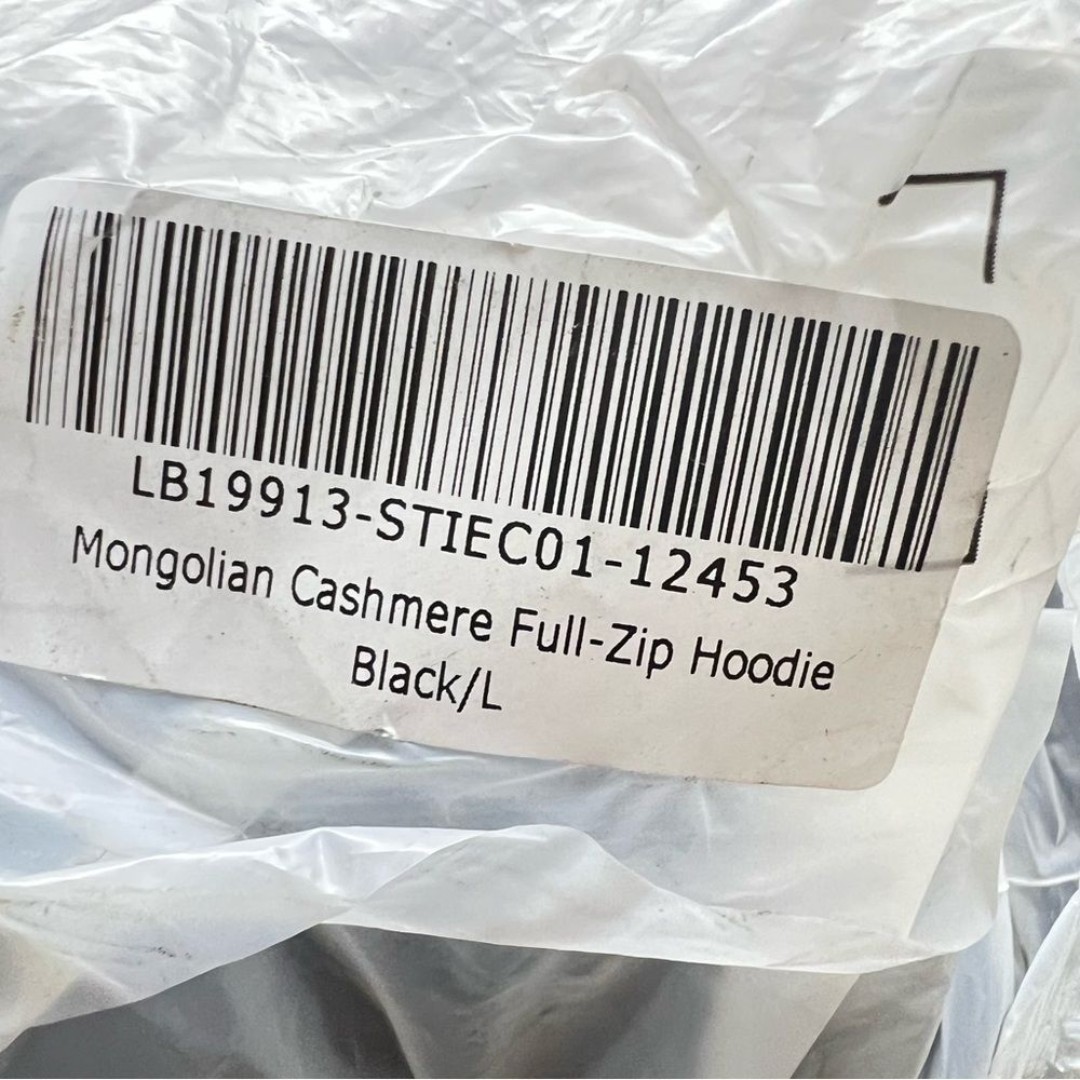 LB19913-STIEC01-12453
Mongolian Cashmere Full-Zip Hoodie
Black/L